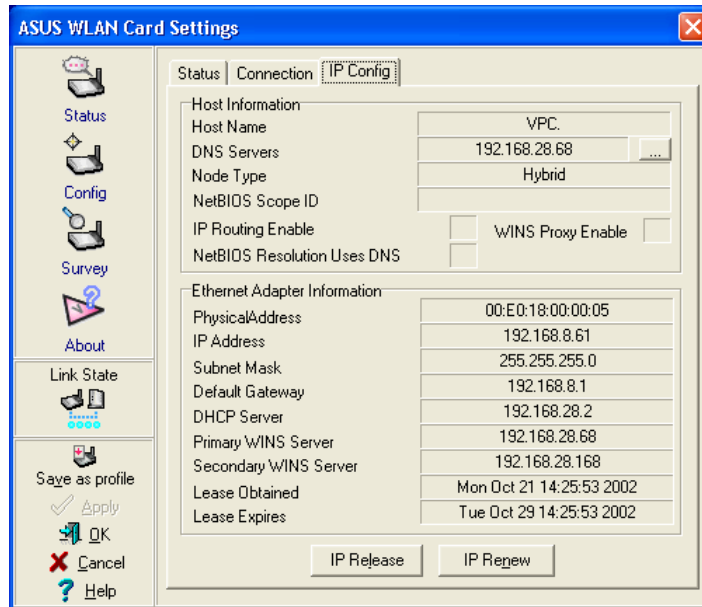 ASUS WLAN Card Settings
Status
Config
Survey
About
Link State
Save as profile
Apply
OK
Cancel
Help
Status Connection IP Config
Host Information
Host Name VPC.
DNS Servers 192.168.28.68 ...
Node Type Hybrid
NetBIOS Scope ID
IP Routing Enable WINS Proxy Enable
NetBIOS Resolution Uses DNS
Ethernet Adapter Information
PhysicalAddress 00:E0:18:00:00:05
IP Address 192.168.8.61
Subnet Mask 255.255.255.0
Default Gateway 192.168.8.1
DHCP Server 192.168.28.2
Primary WINS Server 192.168.28.68
Secondary WINS Server 192.168.28.168
Lease Obtained Mon Oct 21 14:25:53 2002
Lease Expires Tue Oct 29 14:25:53 2002
IP Release IP Renew